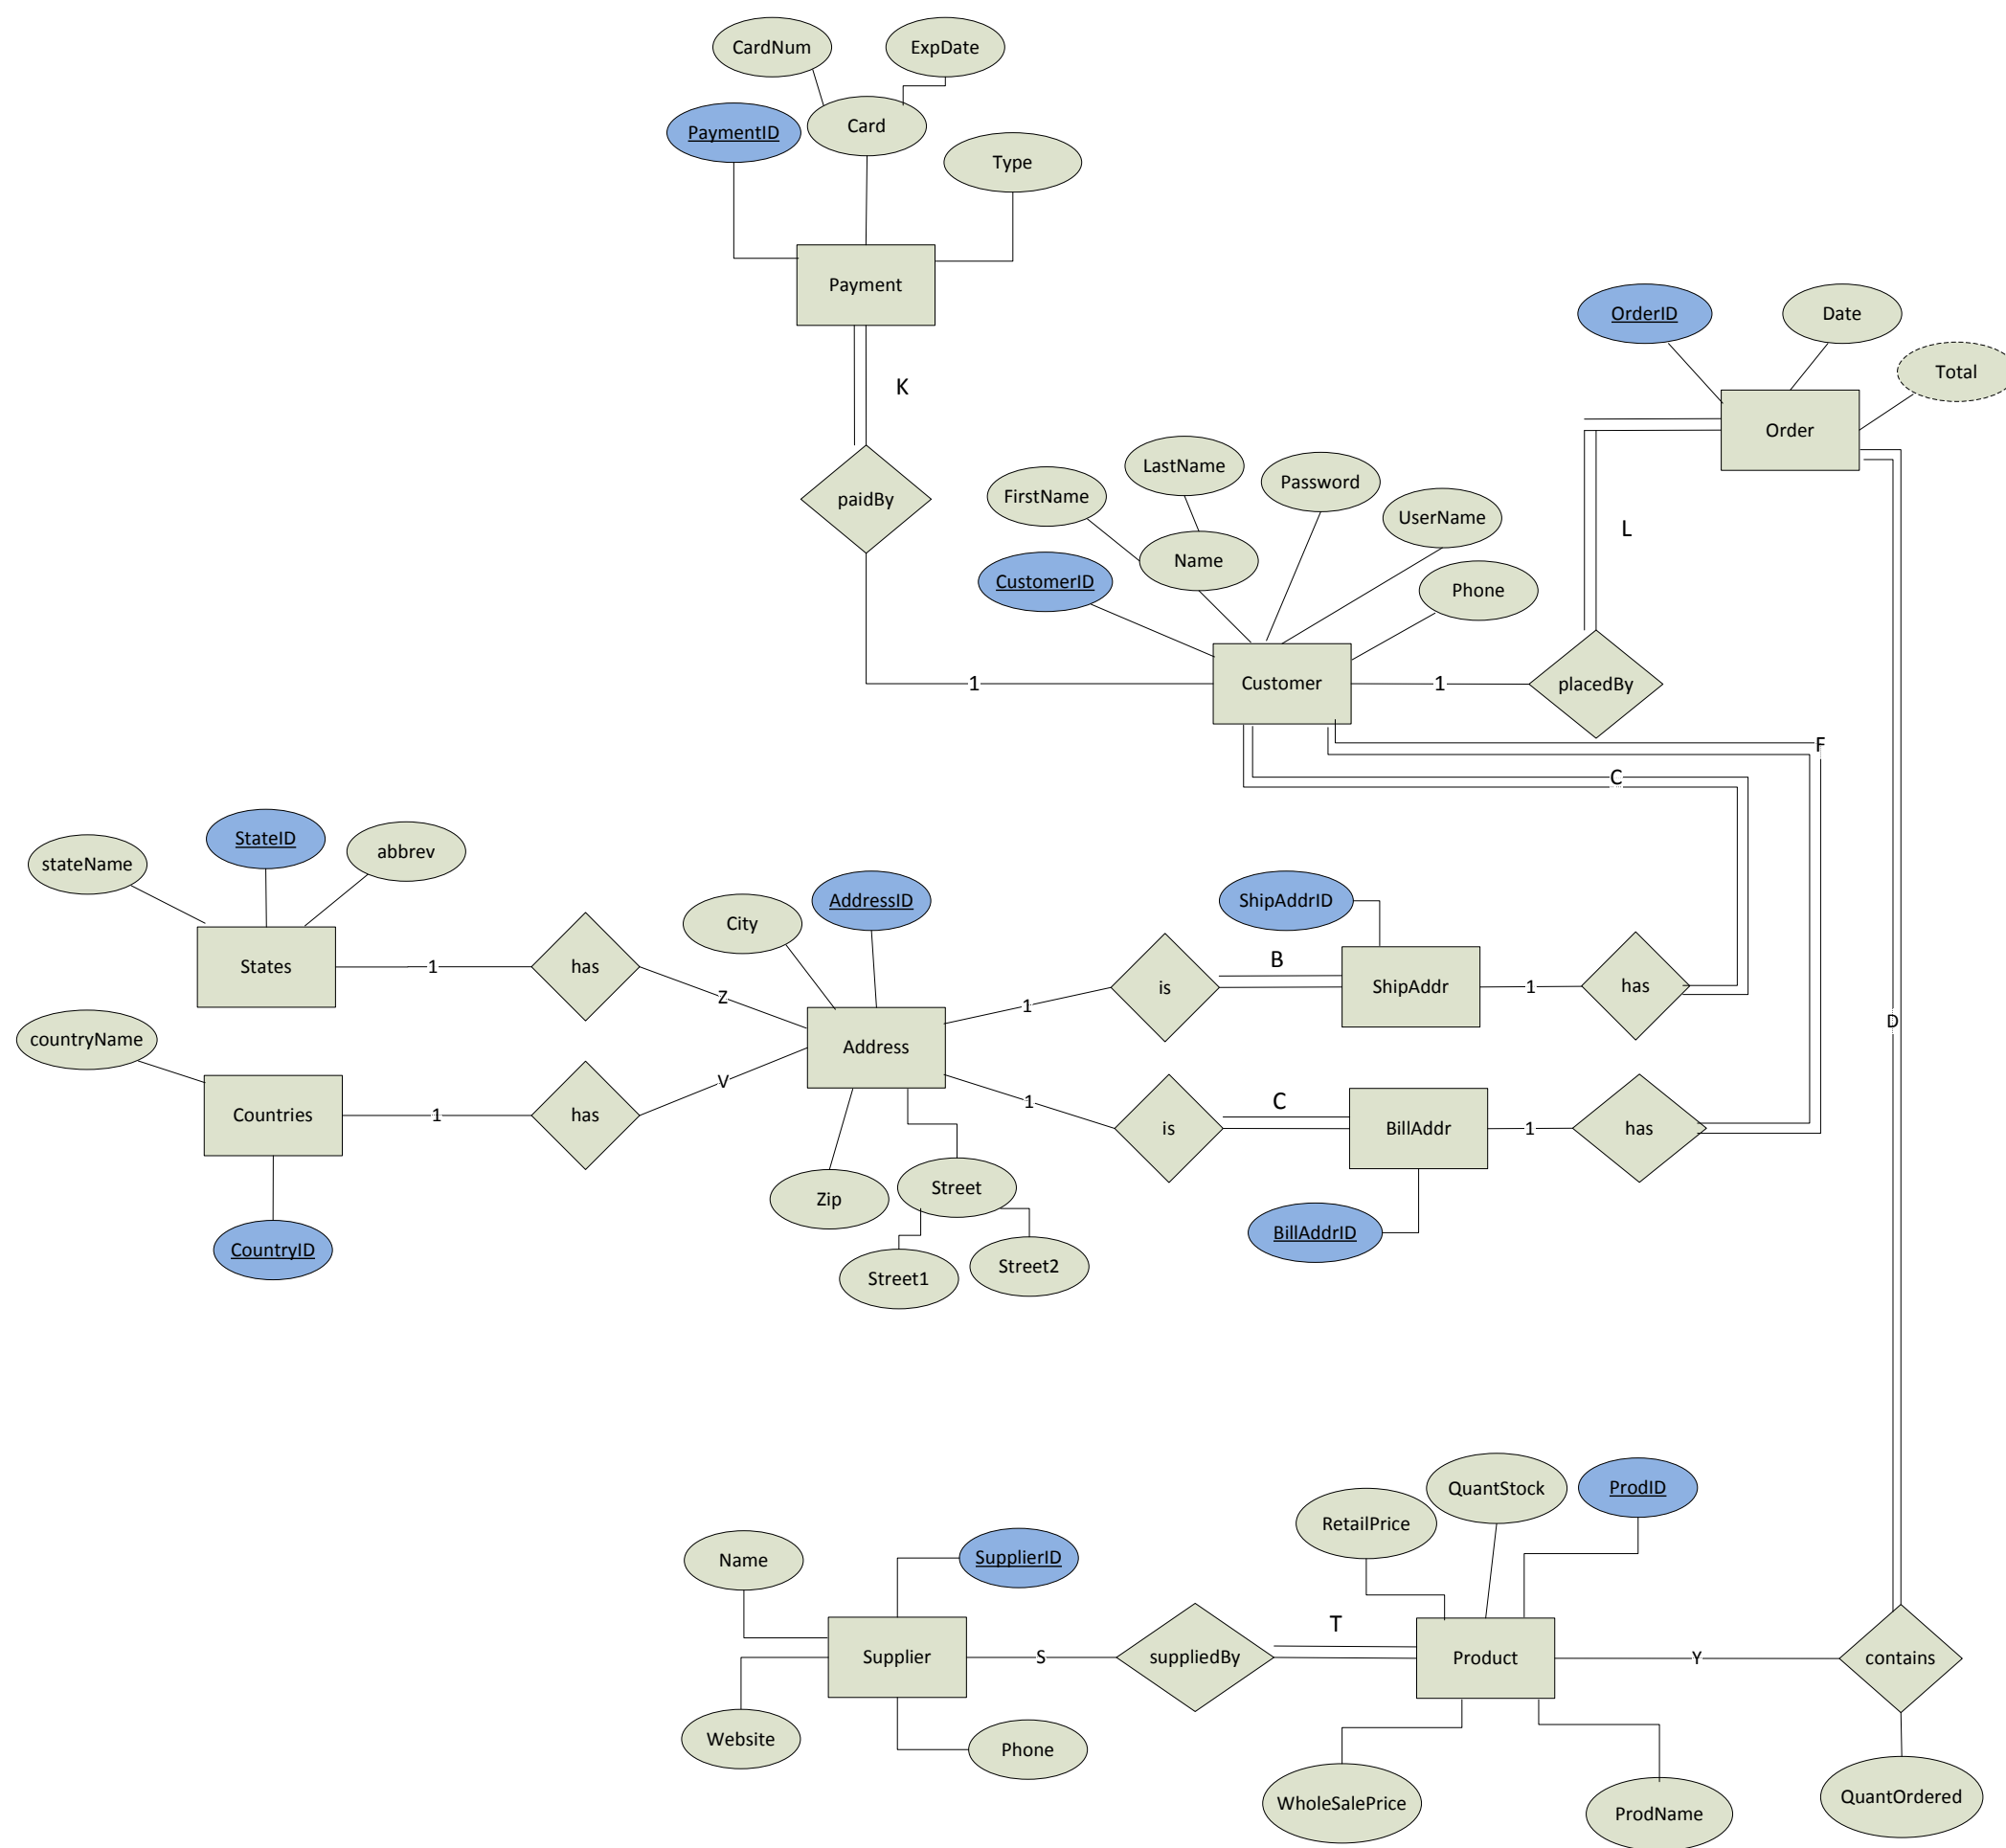 CardNum
ExpDate
PaymentID
Card
Type
Payment
K
paidBy
OrderID
Date
Total
Order
L
FirstName
LastName
Password
UserName
Name
CustomerID
Phone
1
Customer
1
placedBy
F
C
stateName
StateID
abbrev
States
1
has
Z
City
AddressID
ShipAddrID
1
is
B
ShipAddr
1
has
D
countryName
Address
Countries
1
has
V
1
is
C
BillAddr
1
has
Zip
Street
CountryID
Street1
Street2
BillAddrID
RetailPrice
QuantStock
ProdID
Name
SupplierID
Supplier
S
suppliedBy
T
Product
Y
contains
Website
Phone
WholeSalePrice
ProdName
QuantOrdered